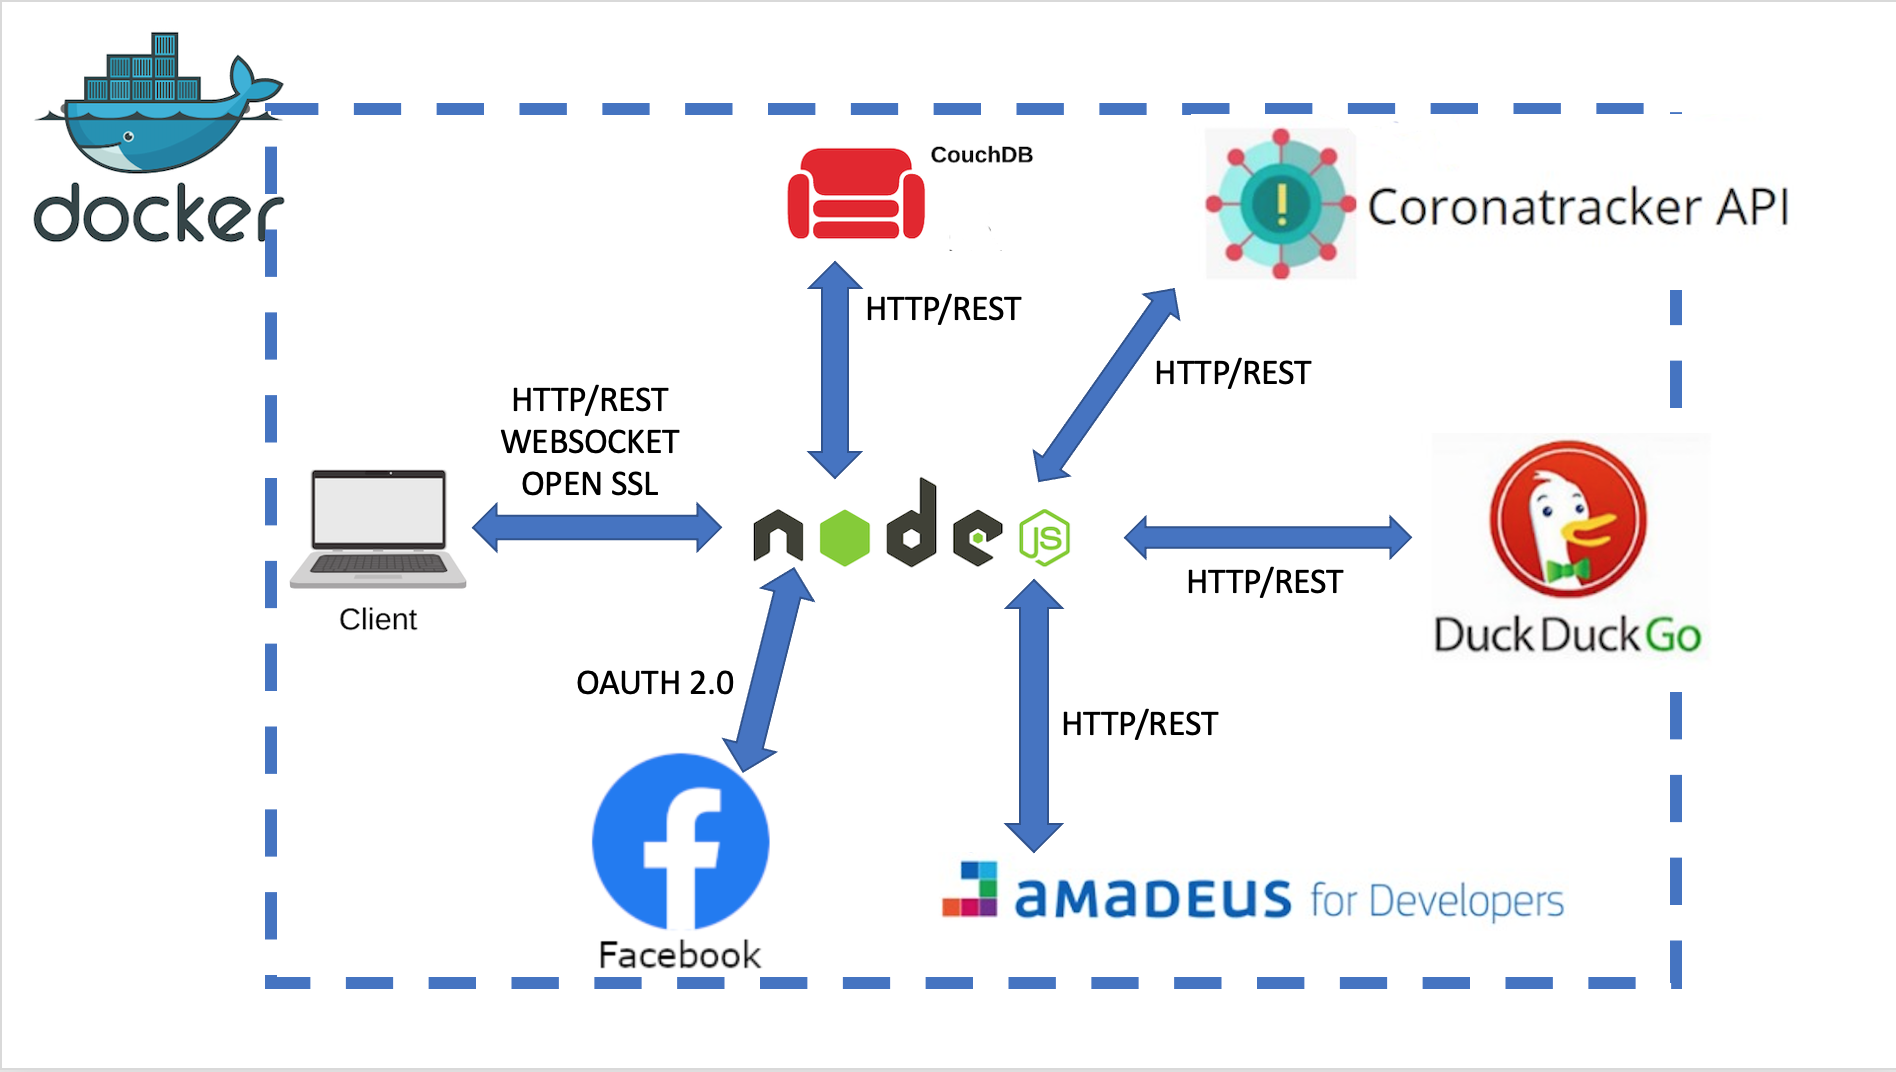 docker
CouchDB
Coronatracker API
HTTP/REST
HTTP/REST
HTTP/REST
WEBSOCKET
OPEN SSL
node
JS
Client
HTTP/REST
DuckDuckGo
OAUTH 2.0
HTTP/REST
f
Facebook
amadeus for Developers